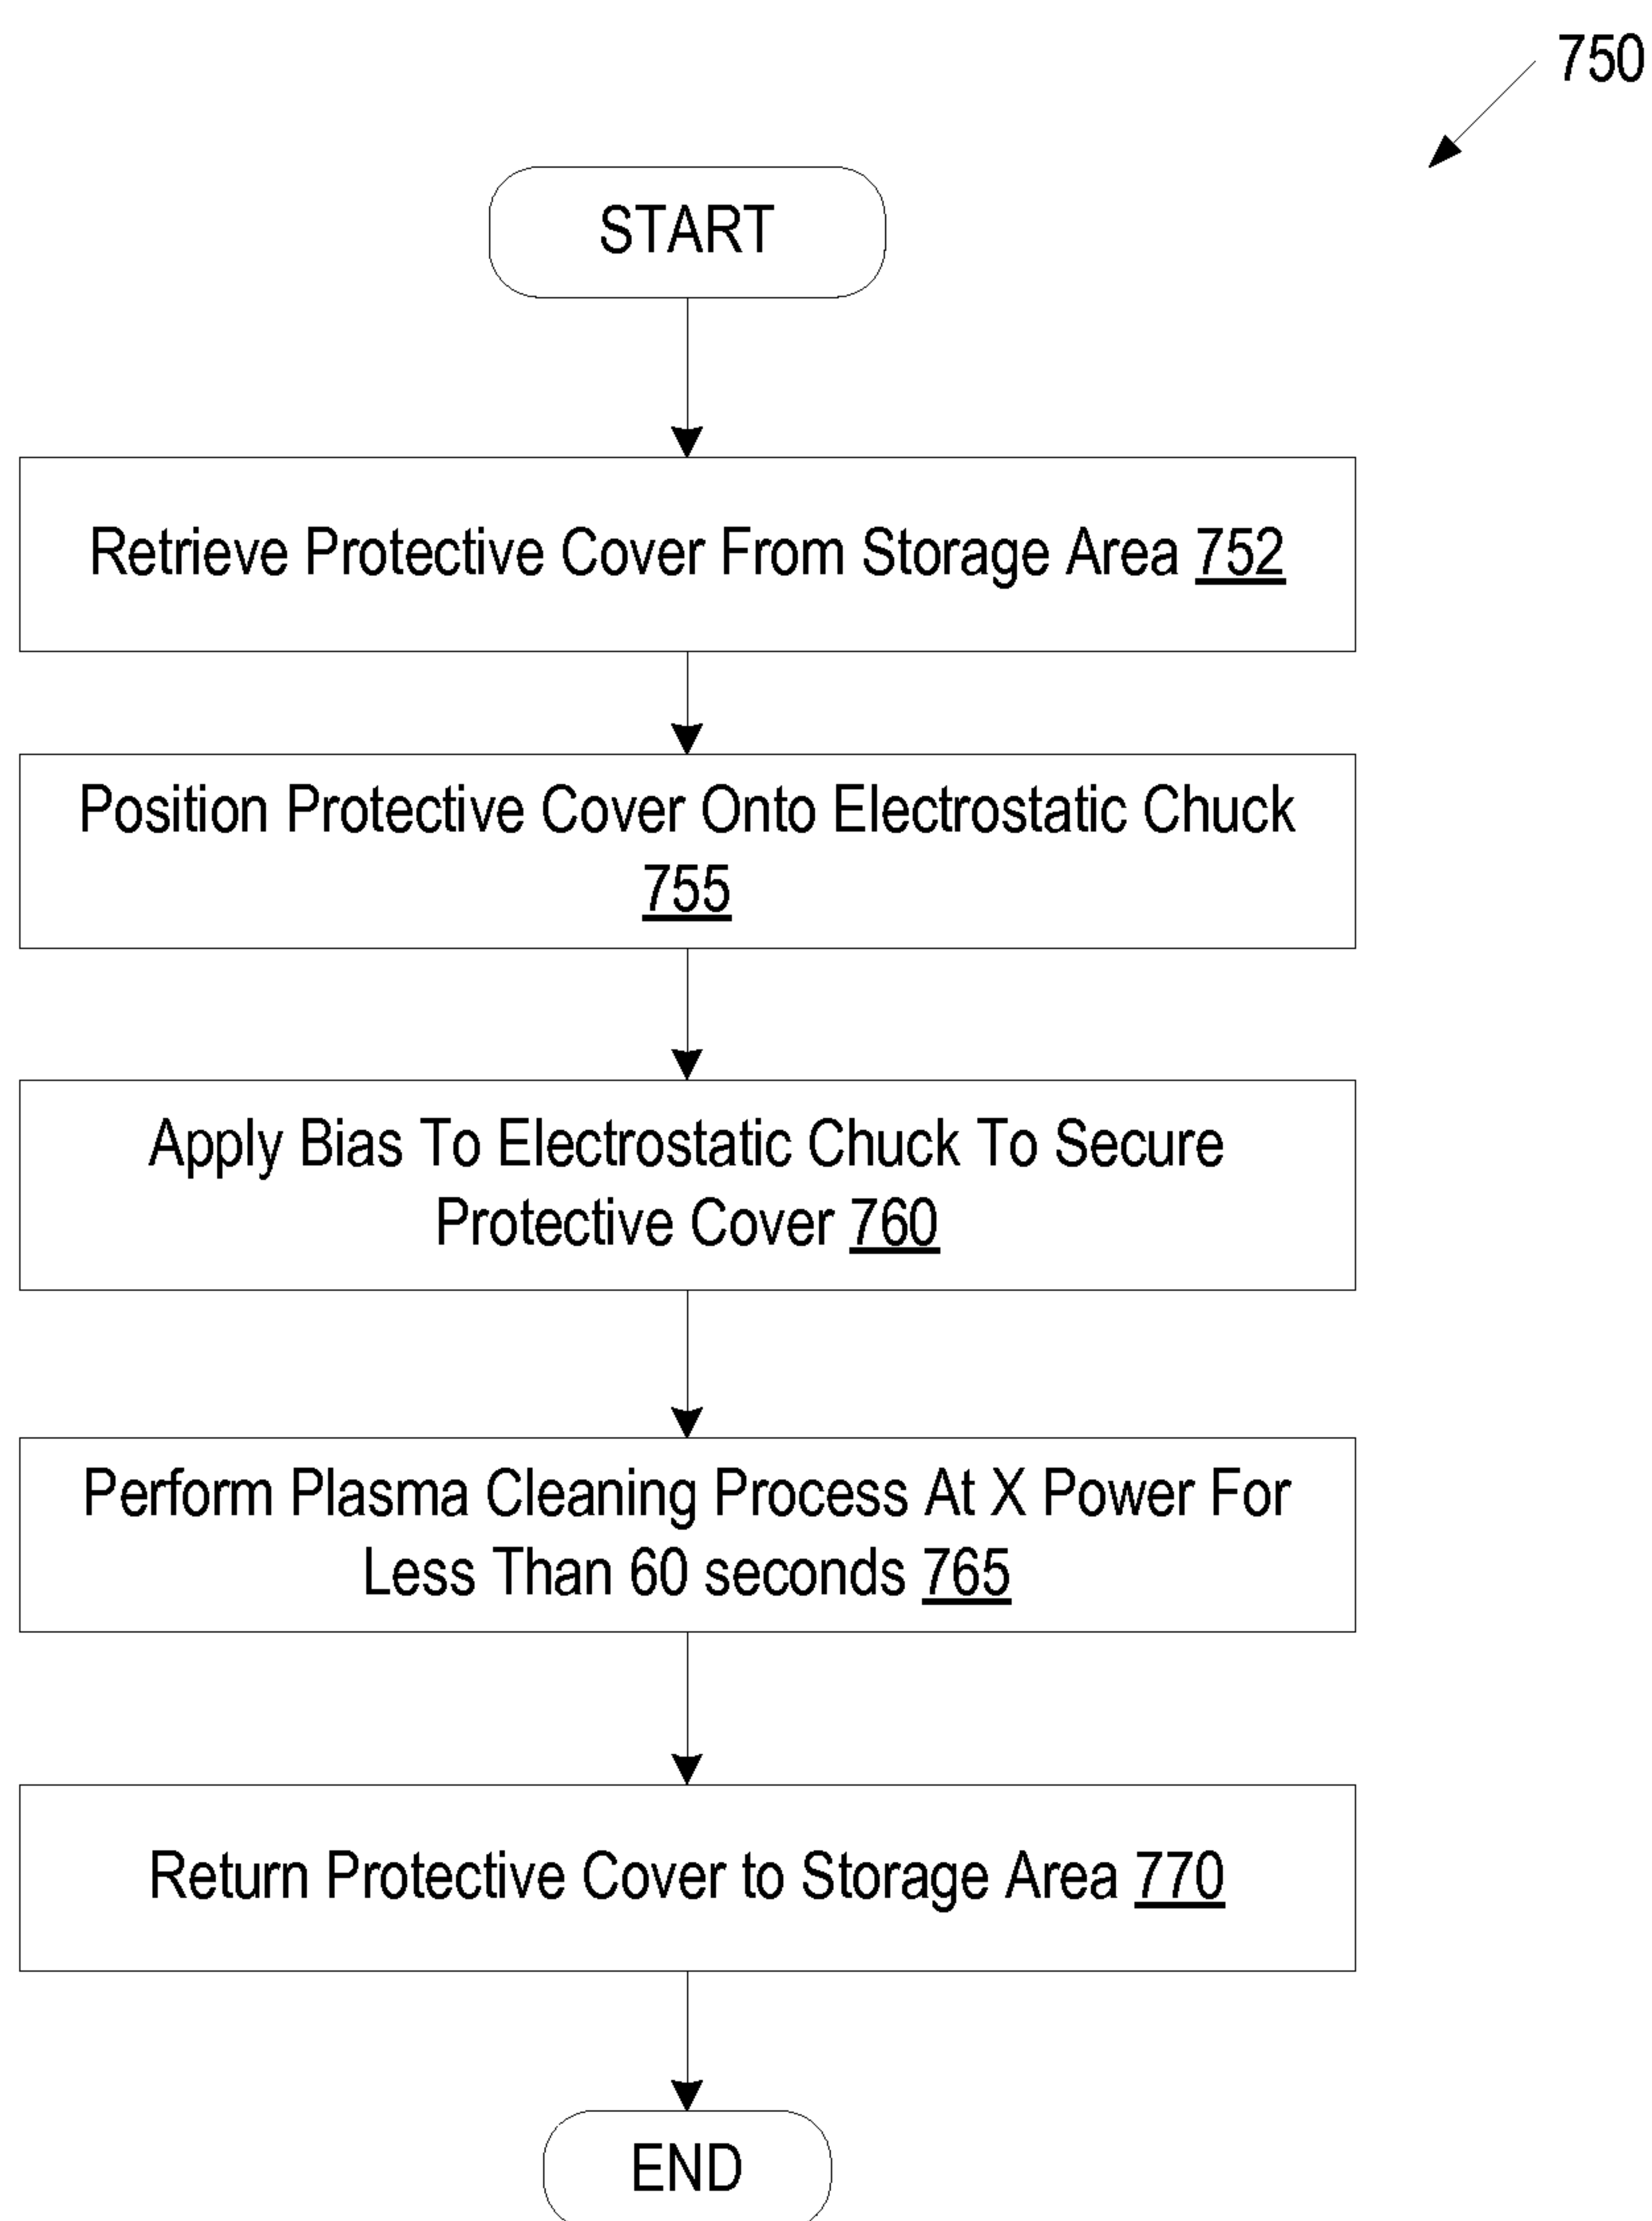 750
START
Retrieve Protective Cover From Storage Area 752
Position Protective Cover Onto Electrostatic Chuck
755
Apply Bias To Electrostatic Chuck To Secure
Protective Cover 760
Perform Plasma Cleaning Process At X Power For
Less Than 60 seconds 765
Return Protective Cover to Storage Area 770
END